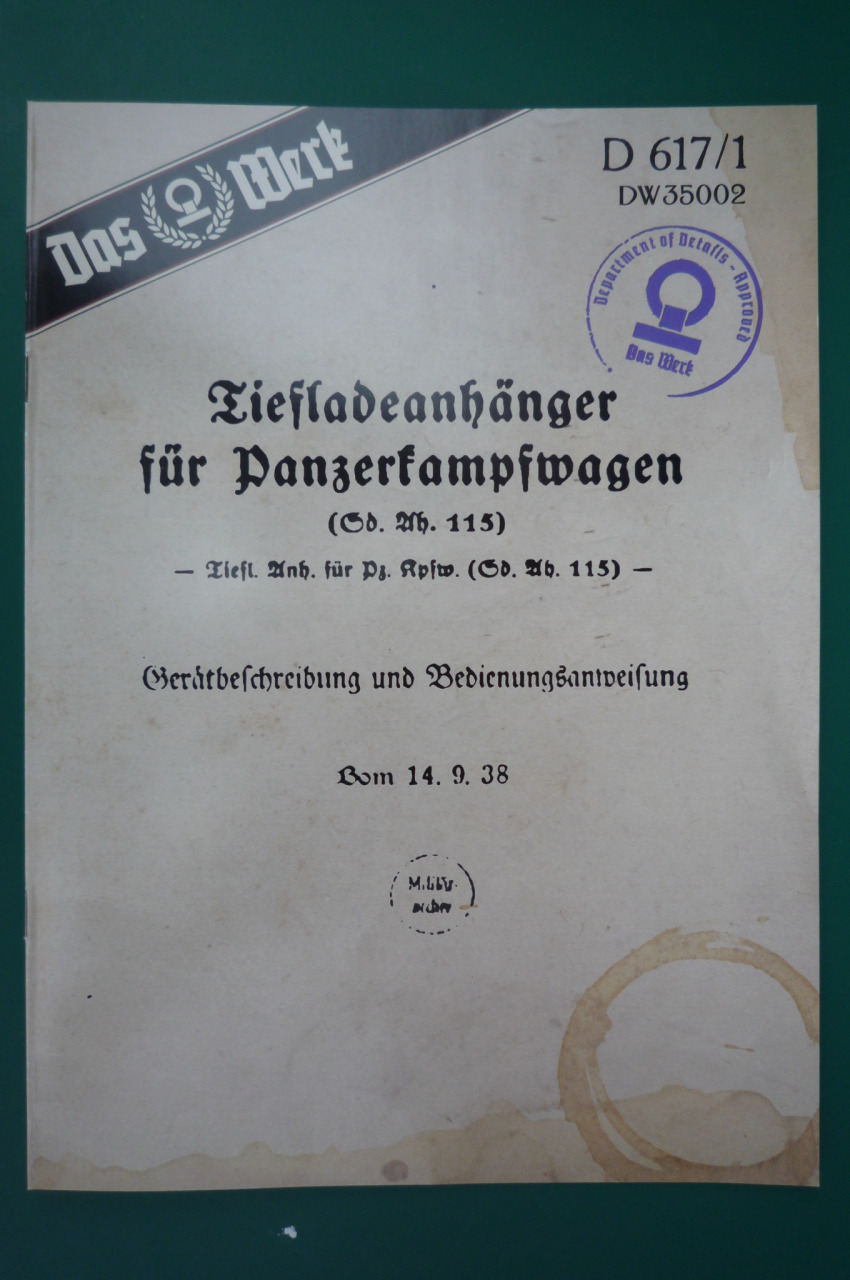 Das Werk
D 617/1
DW35002
Department of Details - Approved
Das Werk
Tiefladeanhänger
für Panzerkampfwagen
(Sd. Ah. 115)
— Tiefl. Anh. für Pz. Kpfw. (Sd. Ah. 115) —
Gerätbeschreibung und Bedienungsanweisung
Vom 14. 9. 38